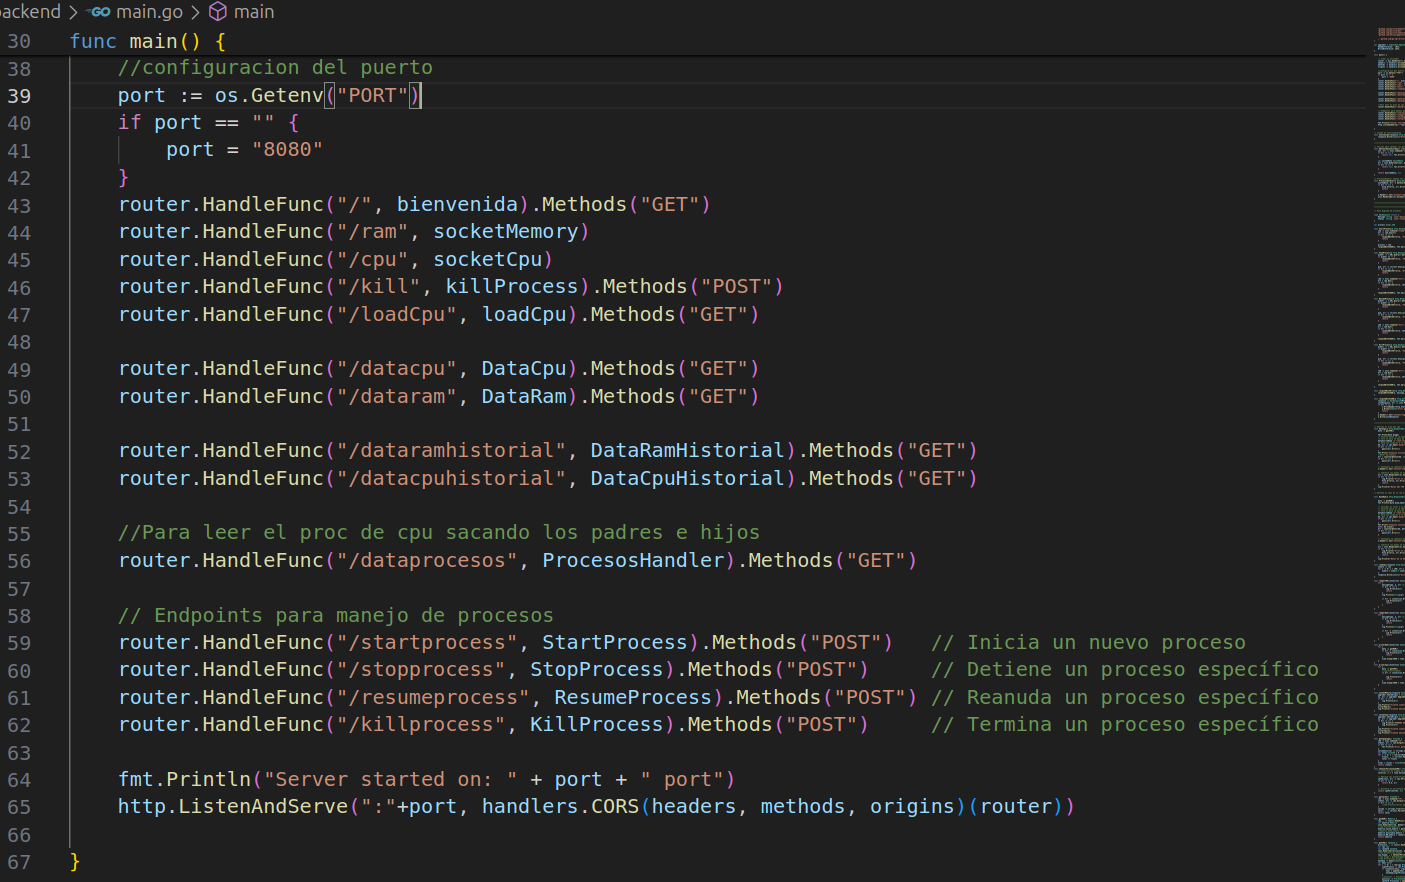 ackend > GO main.go > main
30 func main() {
38 //configuracion del puerto
39 port := os.Getenv("PORT")
40 if port == "" {
41 port = "8080"
42 }
43 router.HandleFunc("/", bienvenida).Methods("GET")
44 router.HandleFunc("/ram", socketMemory)
45 router.HandleFunc("/cpu", socketCpu)
46 router.HandleFunc("/kill", killProcess).Methods("POST")
47 router.HandleFunc("/loadCpu", loadCpu).Methods("GET")
48
49 router.HandleFunc("/datacpu", DataCpu).Methods("GET")
50 router.HandleFunc("/dataram", DataRam).Methods("GET")
51
52 router.HandleFunc("/dataramhistorial", DataRamHistorial).Methods("GET")
53 router.HandleFunc("/datacpuhistorial", DataCpuHistorial).Methods("GET")
54
55 //Para leer el proc de cpu sacando los padres e hijos
56 router.HandleFunc("/dataprocesos", ProcesosHandler).Methods("GET")
57
58 // Endpoints para manejo de procesos
59 router.HandleFunc("/startprocess", StartProcess).Methods("POST") // Inicia un nuevo proceso
60 router.HandleFunc("/stopprocess", StopProcess).Methods("POST") // Detiene un proceso específico
61 router.HandleFunc("/resumeprocess", ResumeProcess).Methods("POST") // Reanuda un proceso específico
62 router.HandleFunc("/killprocess", KillProcess).Methods("POST") // Termina un proceso específico
63
64 fmt.Println("Server started on: " + port + " port")
65 http.ListenAndServe(":"+port, handlers.CORS(headers, methods, origins)(router))
66
67 }